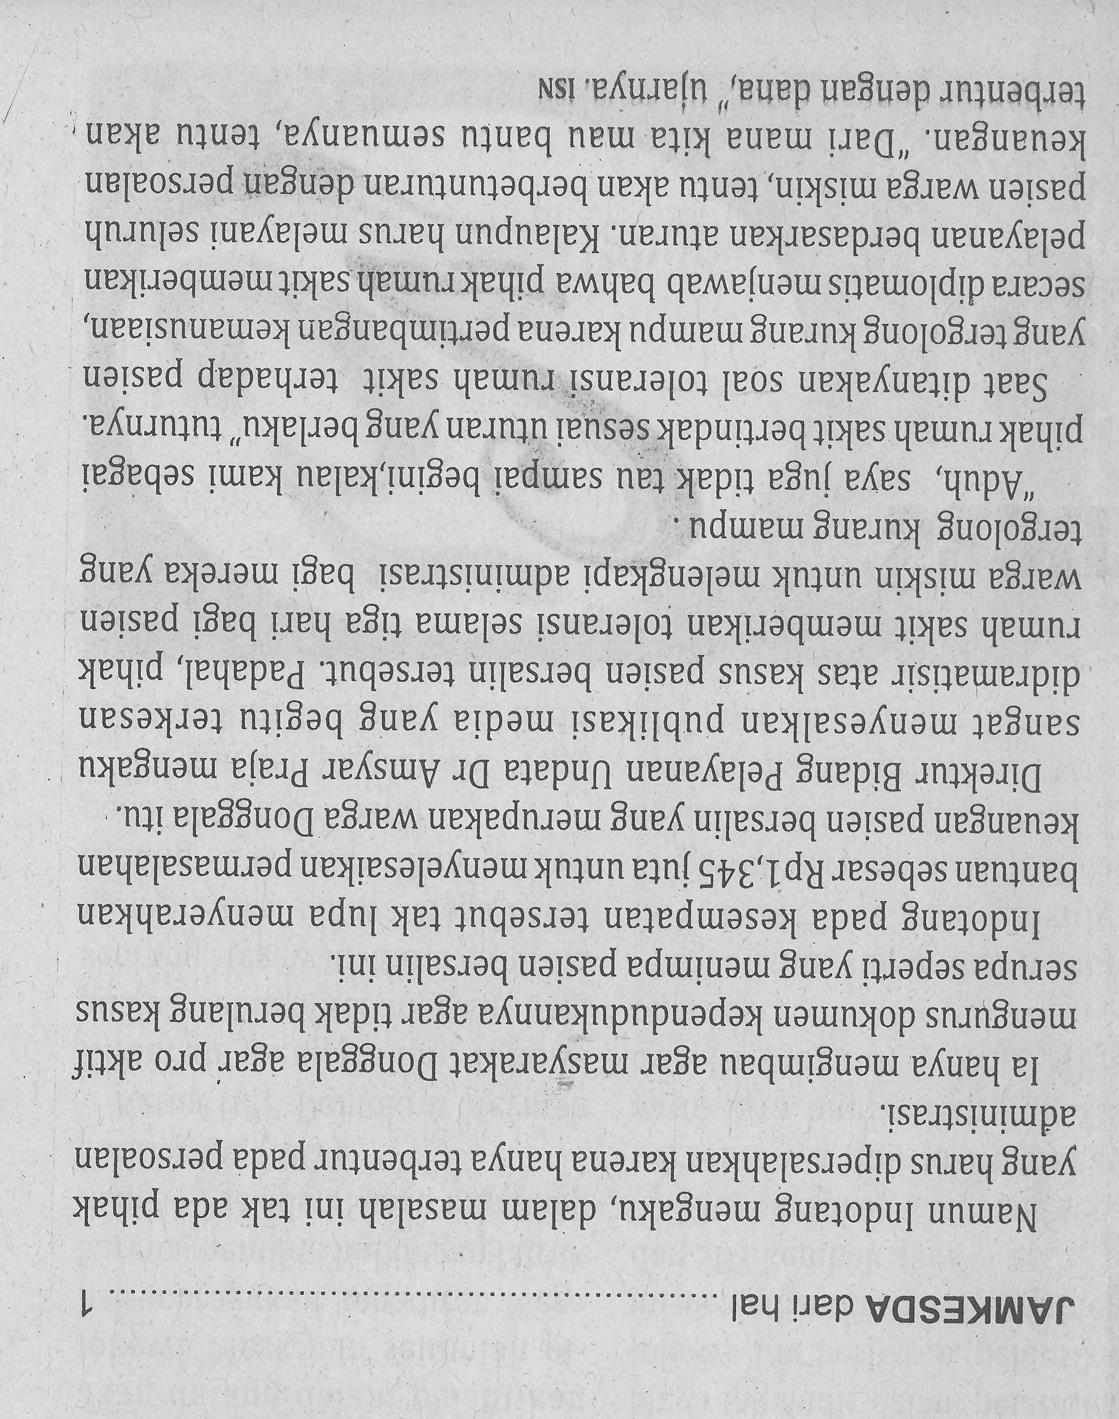 JAMKESDA dari hal ........................................................ 1
Namun Indotang mengaku, dalam masalah ini tak ada pihak
yang harus dipersalahkan karena hanya terbentur pada persoalan
administrasi.
Ia hanya mengimbau agar masyarakat Donggala agar pro aktif
mengurus dokumen kependudukannya agar tidak berulang kasus
serupa seperti yang menimpa pasien bersalin ini.
Indotang pada kesempatan tersebut tak lupa menyerahkan
bantuan sebesar Rp1,345 juta untuk menyelesaikan permasalahan
keuangan pasien bersalin yang merupakan warga Donggala itu.
Direktur Bidang Pelayanan Undata Dr Amsyar Praja mengaku
sangat menyesalkan publikasi media yang begitu terkesan
didramatisir atas kasus pasien bersalin tersebut. Padahal, pihak
rumah sakit memberikan toleransi selama tiga hari bagi pasien
warga miskin untuk melengkapi administrasi bagi mereka yang
tergolong kurang mampu .
"Aduh, saya juga tidak tau sampai begini,kalau kami sebagai
pihak rumah sakit bertindak sesuai uturan yang berlaku" tuturnya.
Saat ditanyakan soal toleransi rumah sakit terhadap pasien
yang tergolong kurang mampu karena pertimbangan kemanusiaan,
secara diplomatis menjawab bahwa pihak rumah sakit memberikan
pelayanan berdasarkan aturan. Kalaupun harus melayani seluruh
pasien warga miskin, tentu akan berbetunturan dengan persoalan
keuangan. "Dari mana kita mau bantu semuanya, tentu akan
terbentur dengan dana," ujarnya. ISN